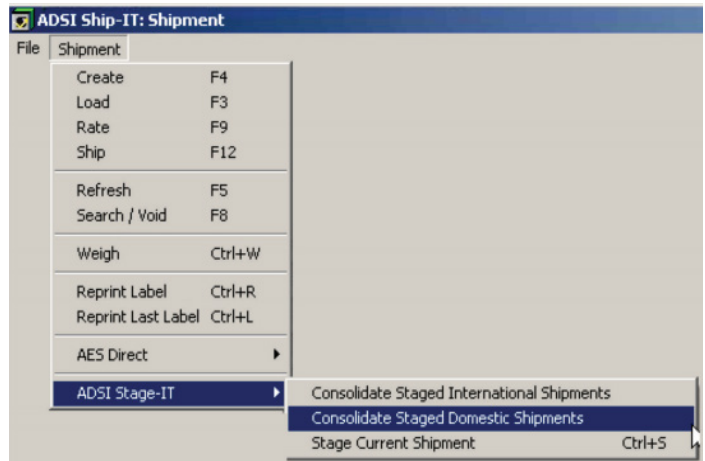 ADSI Ship-IT: Shipment
File Shipment
Create F4
Load F3
Rate F9
Ship F12
Refresh F5
Search / Void F8
Weigh Ctrl+W
Reprint Label Ctrl+R
Reprint Last Label Ctrl+L
AES Direct
ADSI Stage-IT
Consolidate Staged International Shipments
Consolidate Staged Domestic Shipments
Stage Current Shipment Ctrl+S